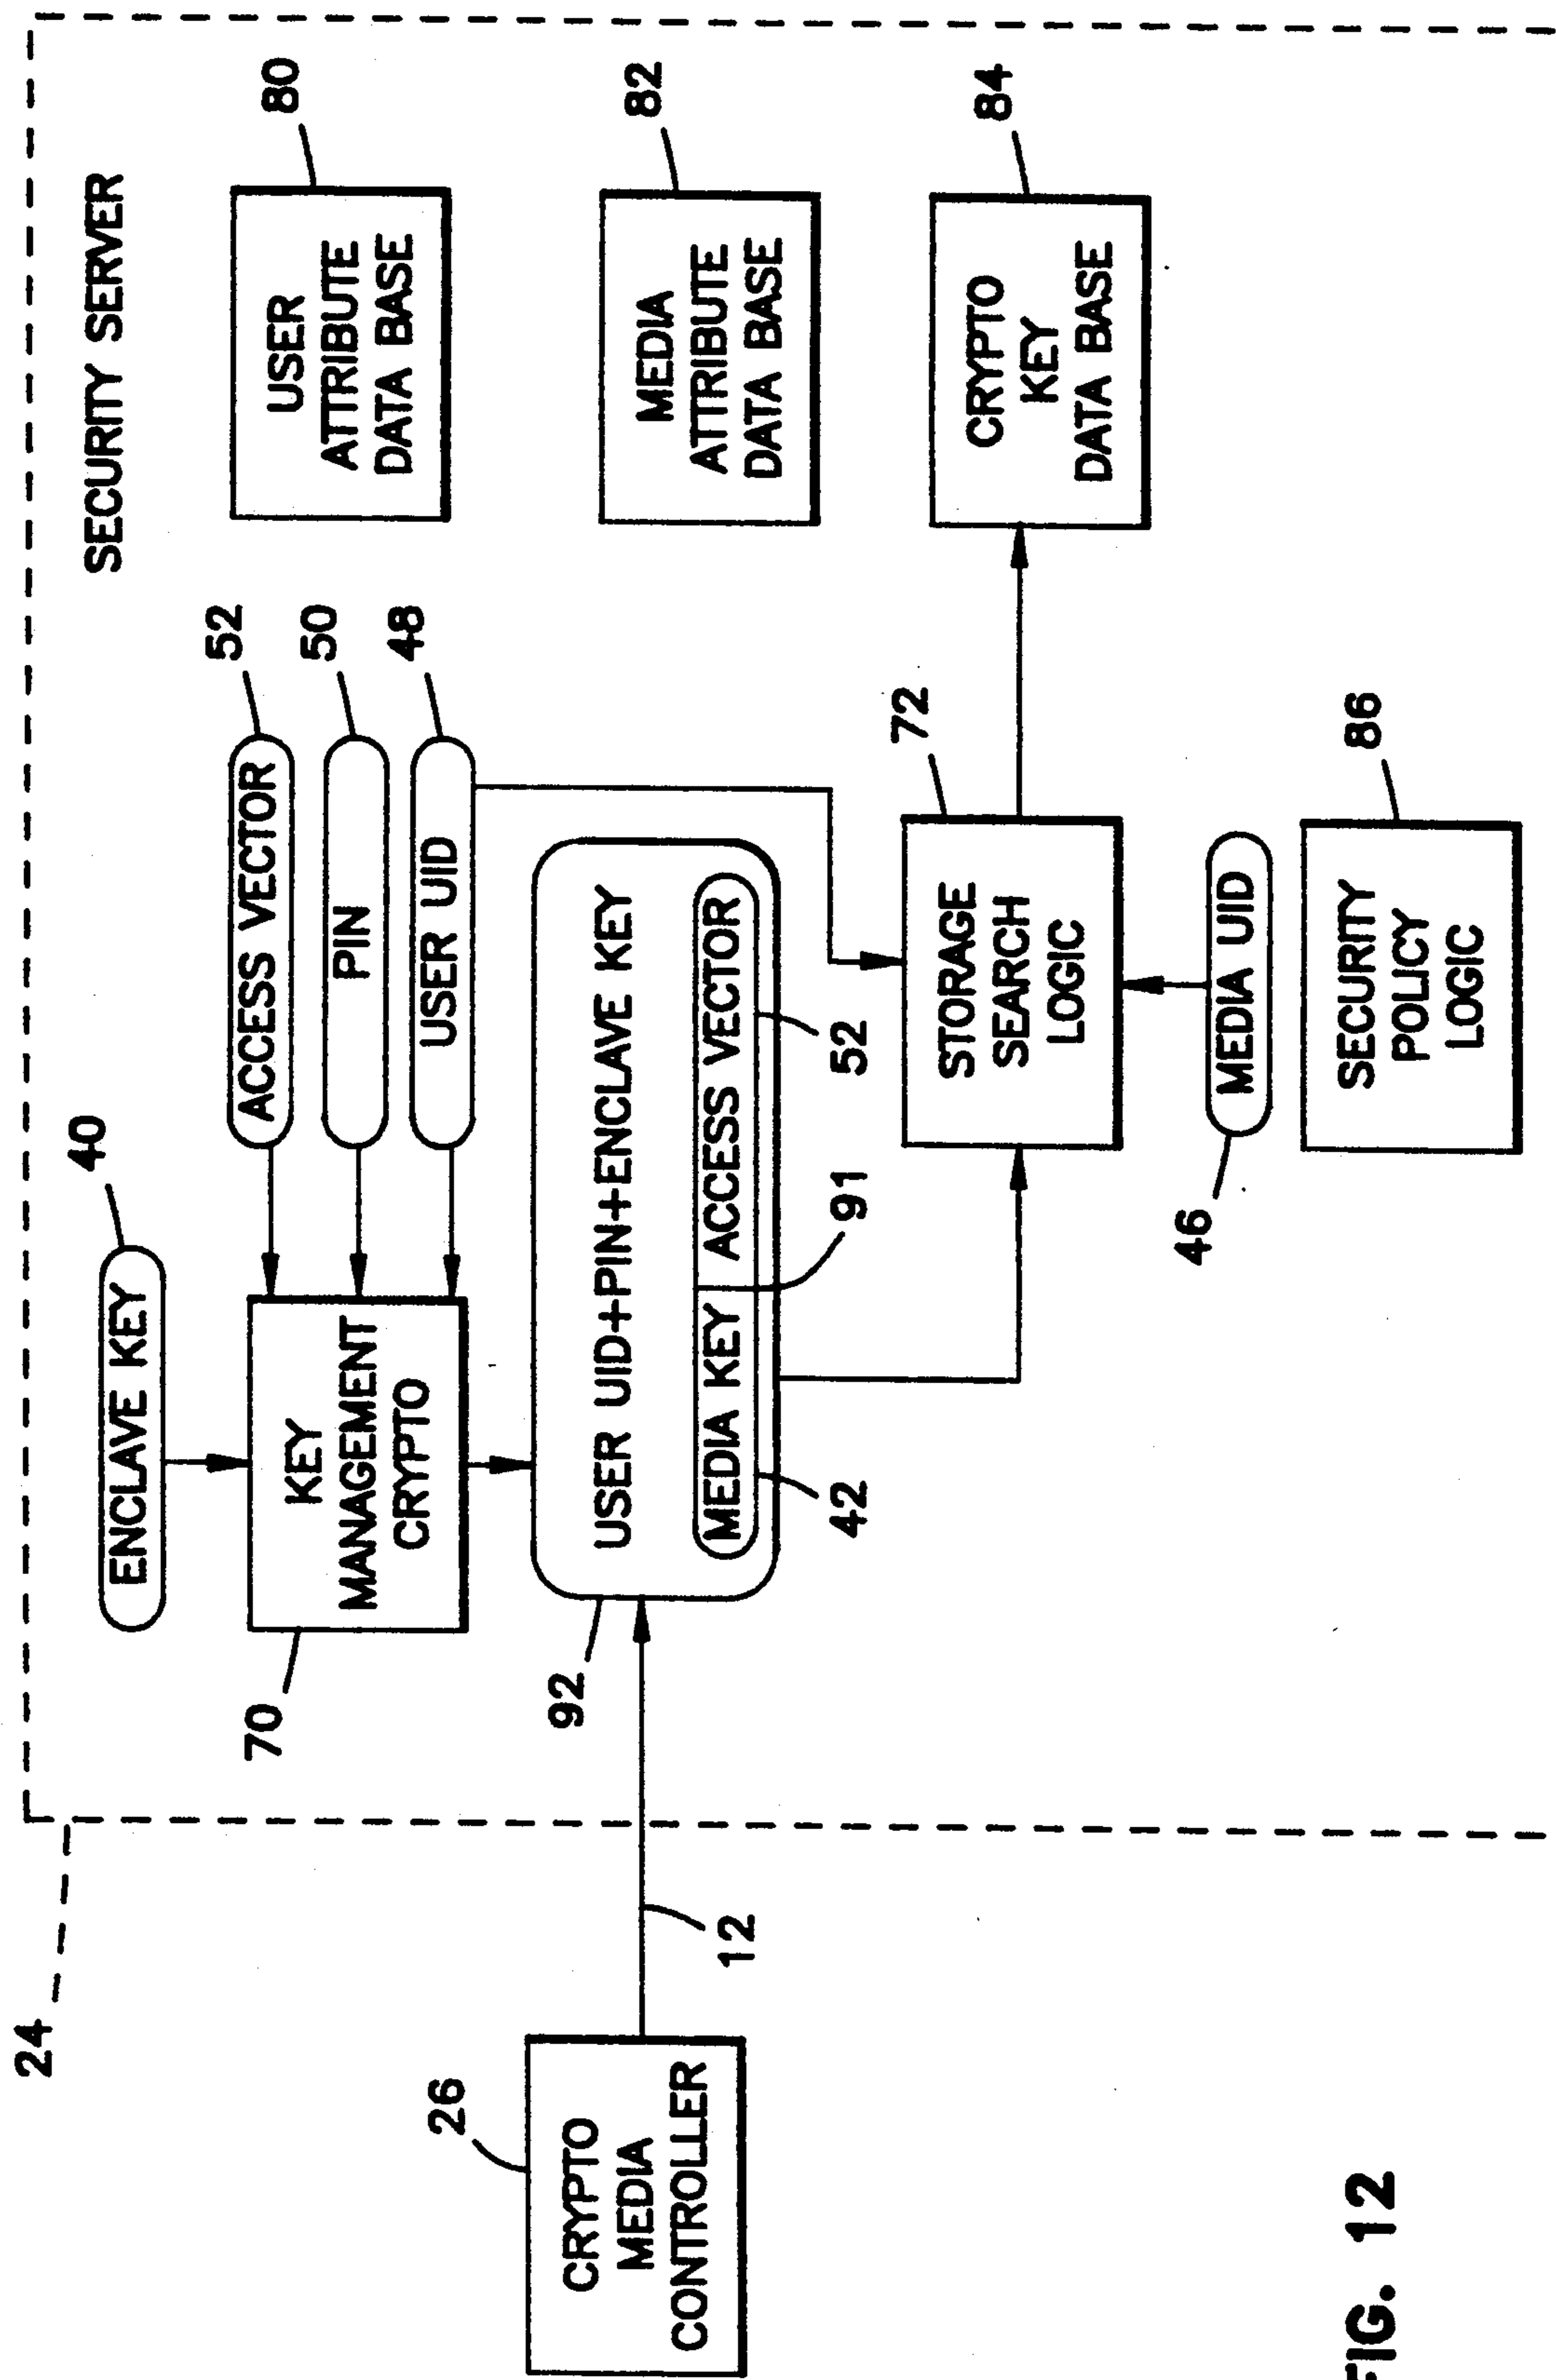 24
SECURITY SERVER
40
ENCLAVE KEY
52
ACCESS VECTOR
50
PIN
48
USER UID
70
KEY
MANAGEMENT
CRYPTO
80
USER
ATTRIBUTE
DATA BASE
26
CRYPTO
MEDIA
CONTROLLER
12
92
USER UID+PIN+ENCLAVE KEY
MEDIA KEY
ACCESS VECTOR
42
91
52
82
MEDIA
ATTRIBUTE
DATA BASE
72
STORAGE
SEARCH
LOGIC
84
CRYPTO
KEY
DATA BASE
46
MEDIA UID
86
SECURITY
POLICY
LOGIC
FIG. 12